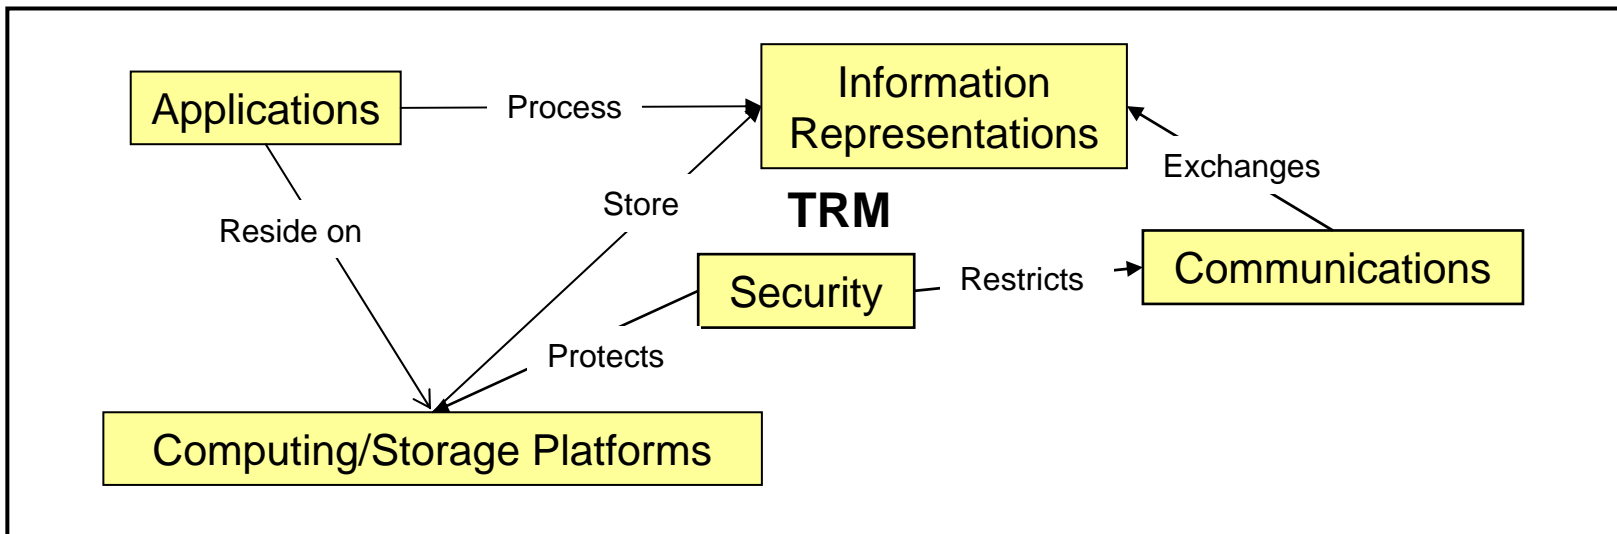 Applications
Process
Information
Representations
Exchanges
Store
TRM
Reside on
Security
Restricts
Communications
Protects
Computing/Storage Platforms